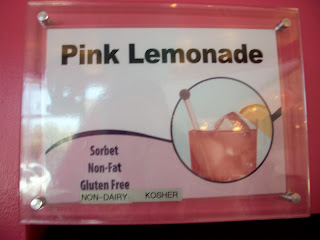 Pink Lemonade
Sorbet
Non-Fat
Gluten Free
NON-DAIRY KOSHER